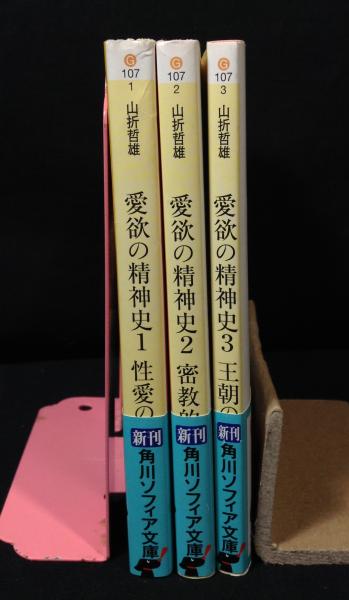 G
107
1
山折哲雄
愛欲の精神史1 性愛の
新刊
角川ソフィア文庫
G
107
2
山折哲雄
愛欲の精神史2 密教的
新刊
角川ソフィア文庫
G
107
3
山折哲雄
愛欲の精神史3 王朝の
新刊
角川ソフィア文庫